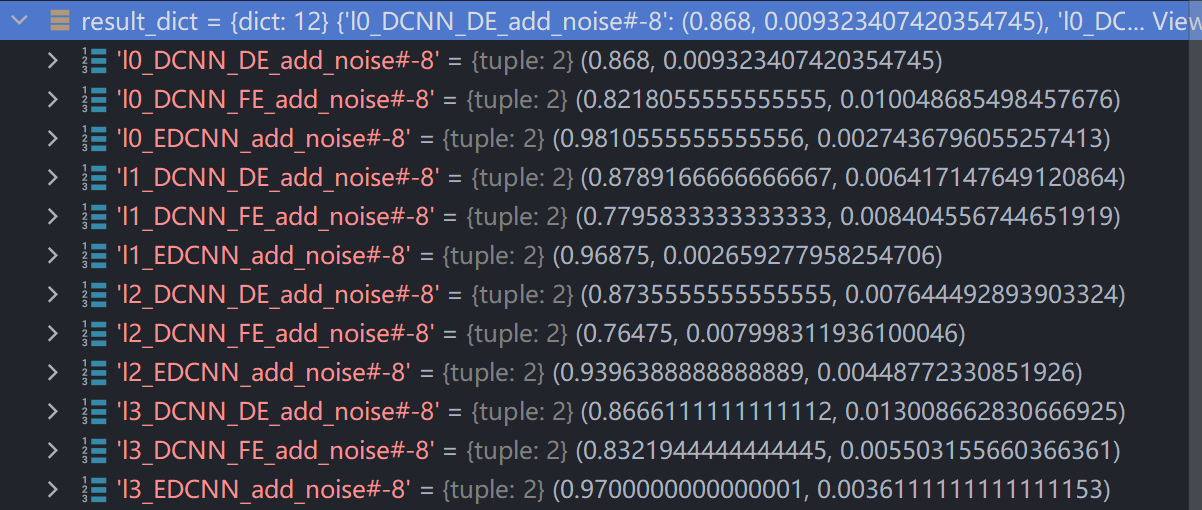 result_dict = {dict: 12} {'l0_DCNN_DE_add_noise#-8': (0.868, 0.009323407420354745), 'l0_DC... View
'l0_DCNN_DE_add_noise#-8' = {tuple: 2} (0.868, 0.009323407420354745)
'l0_DCNN_FE_add_noise#-8' = {tuple: 2} (0.8218055555555555, 0.010048685498457676)
'l0_EDCNN_add_noise#-8' = {tuple: 2} (0.9810555555555556, 0.0027436796055257413)
'l1_DCNN_DE_add_noise#-8' = {tuple: 2} (0.8789166666666667, 0.006417147649120864)
'l1_DCNN_FE_add_noise#-8' = {tuple: 2} (0.7795833333333333, 0.008404556744651919)
'l1_EDCNN_add_noise#-8' = {tuple: 2} (0.96875, 0.002659277958254706)
'l2_DCNN_DE_add_noise#-8' = {tuple: 2} (0.8735555555555555, 0.007644492893903324)
'l2_DCNN_FE_add_noise#-8' = {tuple: 2} (0.76475, 0.007998311936100046)
'l2_EDCNN_add_noise#-8' = {tuple: 2} (0.9396388888888889, 0.00448772330851926)
'l3_DCNN_DE_add_noise#-8' = {tuple: 2} (0.8666111111111112, 0.013008662830666925)
'l3_DCNN_FE_add_noise#-8' = {tuple: 2} (0.8321944444444445, 0.005503155660366361)
'l3_EDCNN_add_noise#-8' = {tuple: 2} (0.9700000000000001, 0.0036111111111111153)